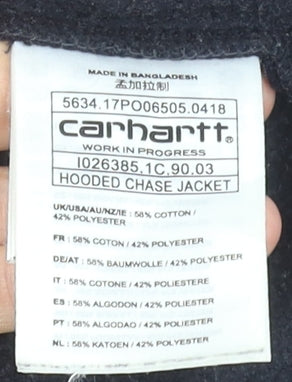 MADE IN BANGLADESH
孟加拉制
5634.17PO06505.0418
carhartt®
WORK IN PROGRESS
I026385.1C,90.03
HOODED CHASE JACKET
UK/USA/AU/NZ/IE : 58% COTTON /
42% POLYESTER
FR : 58% COTON / 42% POLYESTER
DE/AT : 58% BAUMWOLLE / 42% POLYESTER
IT : 58% COTONE / 42% POLIESTERE
ES : 58% ALGODON / 42% POLIESTER
PT : 58% ALGODAO / 42% POLIESTER
NL : 58% KATOEN / 42% POLYESTER